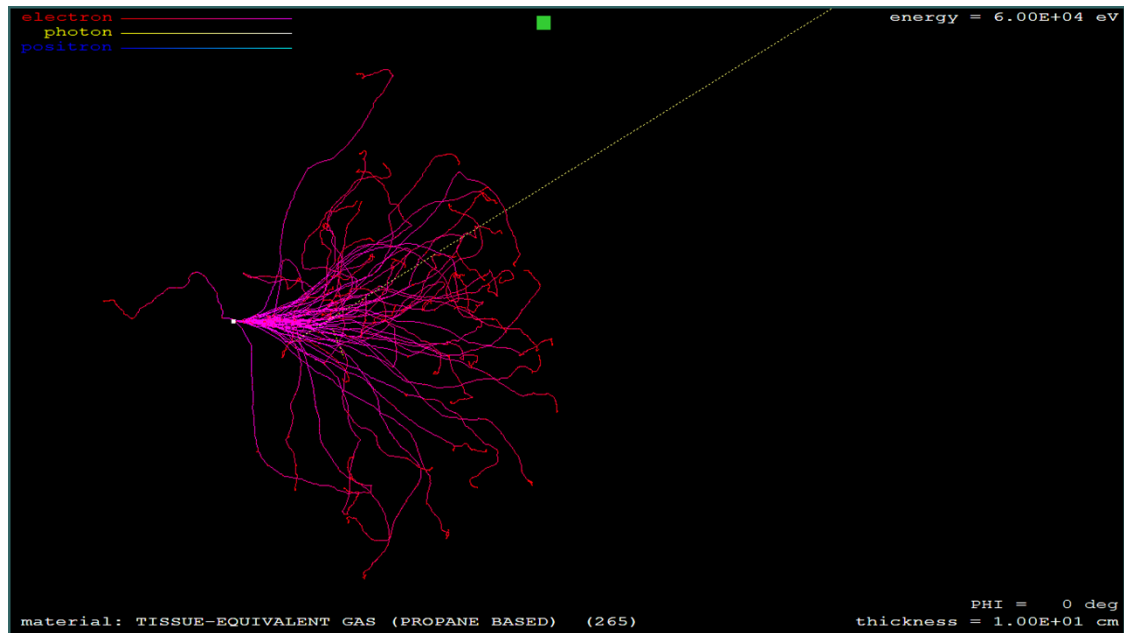 electron
photon
positron
energy = 6.00E+04 eV
PHI =   0 deg
material: TISSUE-EQUIVALENT GAS (PROPANE BASED)  (265)
thickness = 1.00E+01 cm